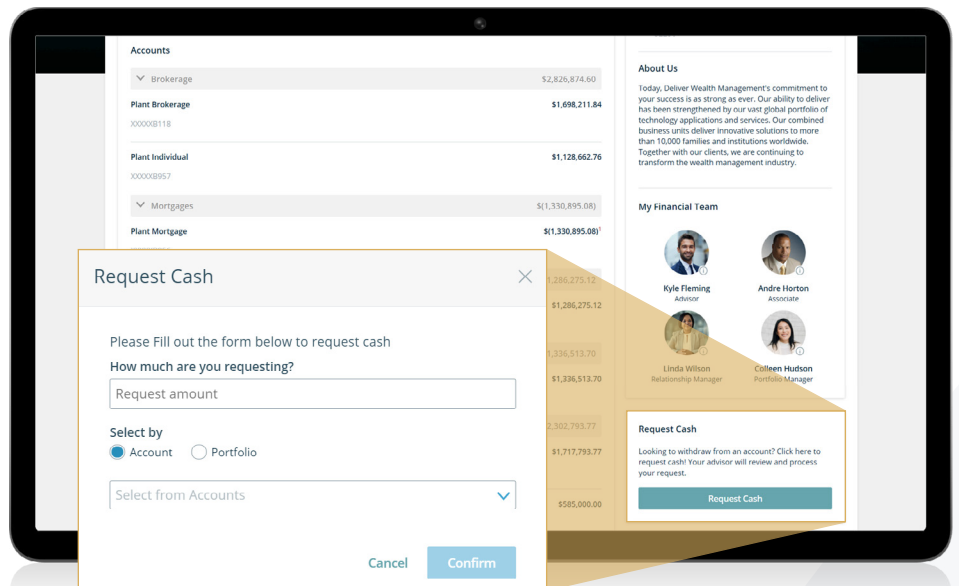 Accounts
Brokerage $2,826,874.60
Plant Brokerage $1,698,211.84
XXXXXB118
Plant Individual $1,128,662.76
XXXXXB957
Mortgages $(1,330,895.08)
Plant Mortgage $(1,330,895.08)¹
1,286,275.12
$1,286,275.12
1,336,513.70
$1,336,513.70
2,302,793.77
$1,717,793.77
$585,000.00
Request Cash
Please Fill out the form below to request cash
How much are you requesting?
Request amount
Select by
Account Portfolio
Select from Accounts
Cancel Confirm
About Us
Today, Deliver Wealth Management's commitment to
your success is as strong as ever. Our ability to deliver
has been strengthened by our vast global portfolio of
technology applications and services. Our combined
business units deliver innovative solutions to more
than 10,000 families and institutions worldwide.
Together with our clients, we are continuing to
transform the wealth management industry.
My Financial Team
Kyle Fleming
Advisor
Andre Horton
Associate
Linda Wilson
Relationship Manager
Colleen Hudson
Portfolio Manager
Request Cash
Looking to withdraw from an account? Click here to
request cash! Your advisor will review and process
your request.
Request Cash